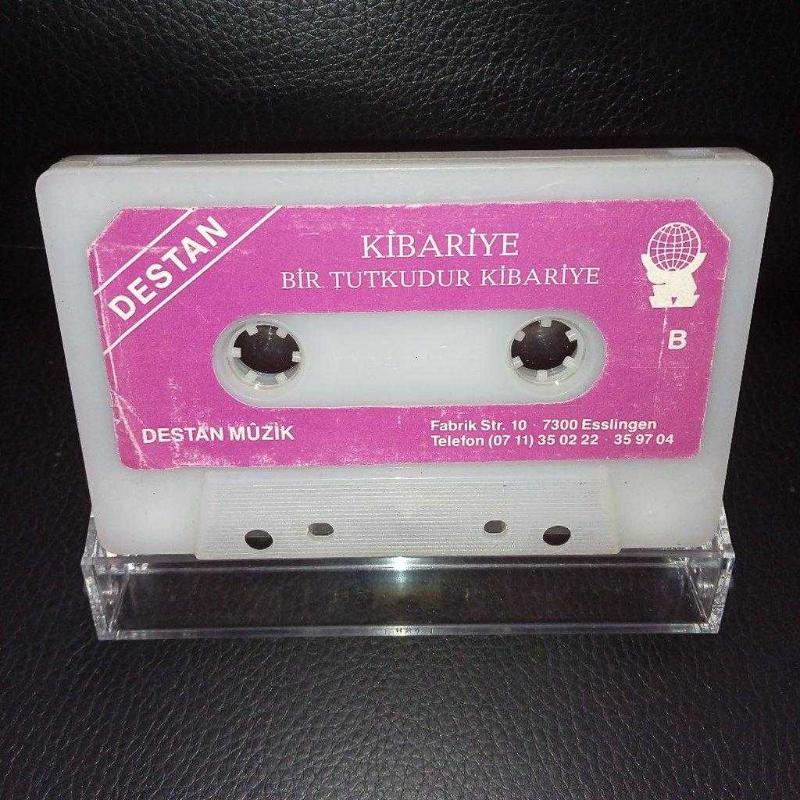 DESTAN
KİBARİYE
BİR TUTKUDUR KİBARİYE
B
DESTAN MÛZİK
Fabrik Str. 10 · 7300 Esslingen
Telefon (07 11) 35 02 22 · 35 97 04